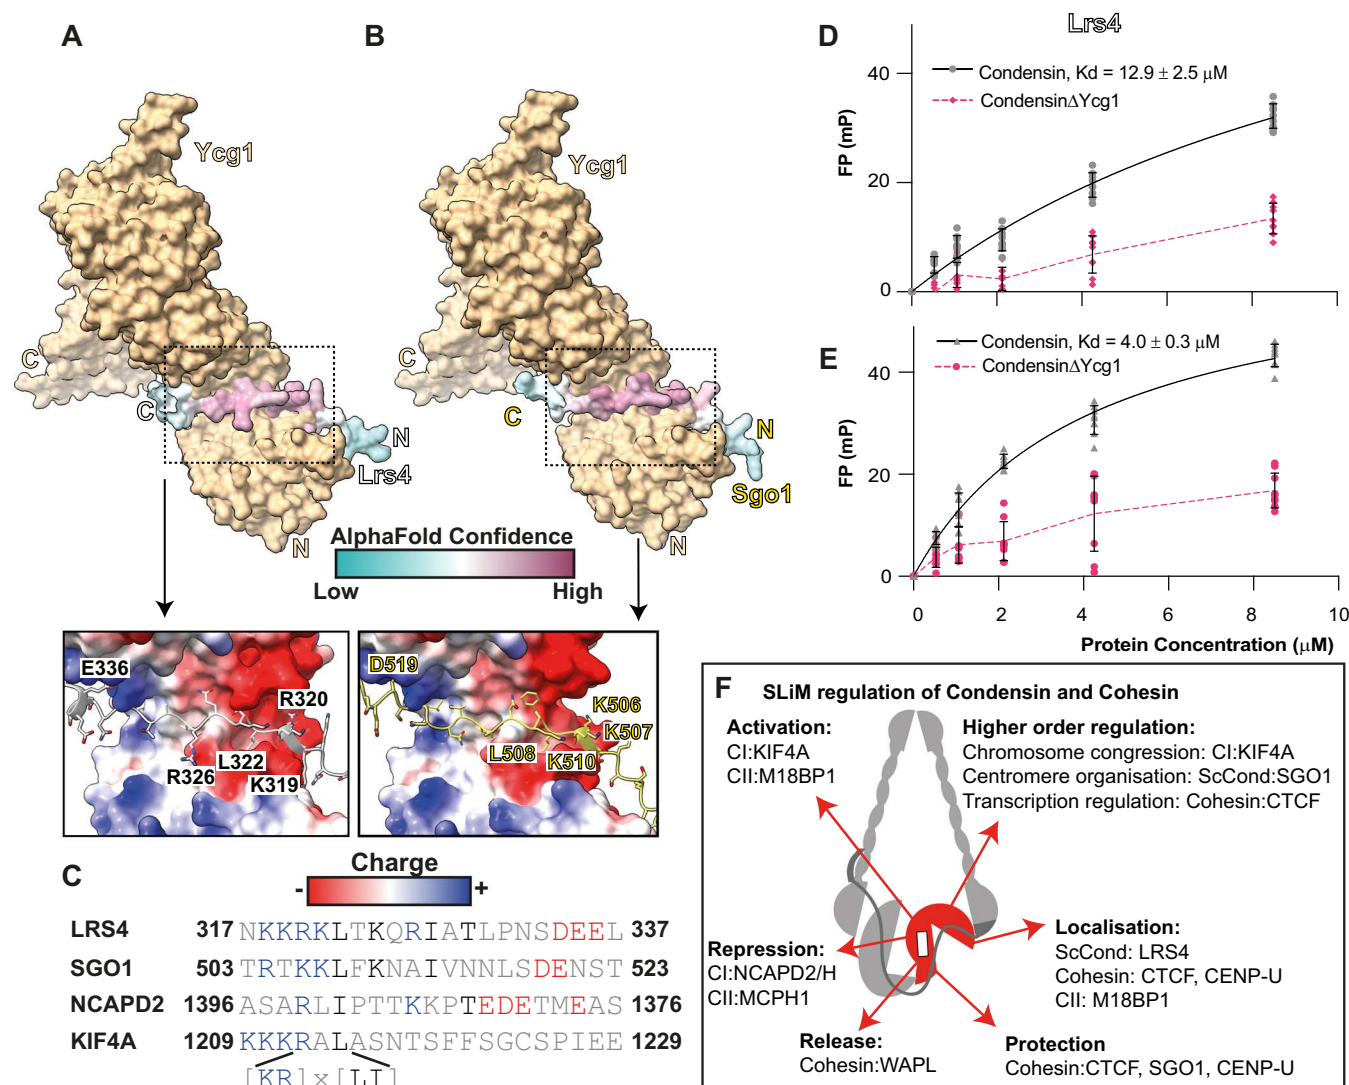 A
B
Ycg1
Ycg1
C
C
C
C
N
Lrs4
N
N
Sgo1
N
AlphaFold Confidence
Low High
E336
R320
R326
L322
K319
D519
K506
K507
L508
K510
Charge
- +
C
LRS4 317 NKKRKLTKQRIATLPNSDEEL 337
SGO1 503 TRTKKLFKNAIVNNLSDENST 523
NCAPD2 1396 ASARLIPTTKKPTEDETMEAS 1376
KIF4A 1209 KKKRALASNTSFFSGCSPIEE 1229
[KR]x[LI]
D
Lrs4
Condensin, Kd = 12.9 ± 2.5 μM
CondensinΔYcg1
FP (mP)
40
20
0
E
Condensin, Kd = 4.0 ± 0.3 μM
CondensinΔYcg1
FP (mP)
40
20
0
0 2 4 6 8 10
Protein Concentration (μM)
F SLiM regulation of Condensin and Cohesin
Activation:
CI:KIF4A
CII:M18BP1
Higher order regulation:
Chromosome congression: CI:KIF4A
Centromere organisation: ScCond:SGO1
Transcription regulation: Cohesin:CTCF
Repression:
CI:NCAPD2/H
CII:MCPH1
Localisation:
ScCond: LRS4
Cohesin: CTCF, CENP-U
CII: M18BP1
Release:
Cohesin:WAPL
Protection
Cohesin:CTCF, SGO1, CENP-U